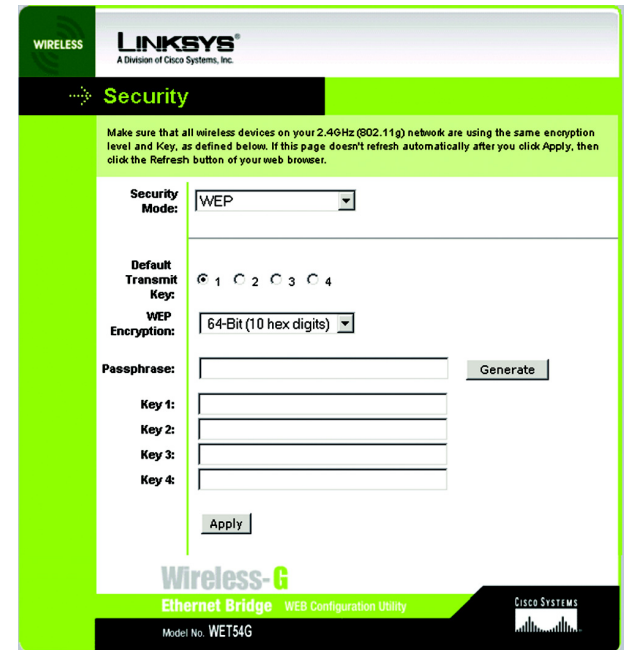 WIRELESS
LINKSYS®
A Division of Cisco Systems, Inc.
Security
Make sure that all wireless devices on your 2.4GHz (802.11g) network are using the same encryption
level and Key, as defined below. If this page doesn't refresh automatically after you click Apply, then
click the Refresh button of your web browser.
Security
Mode:
WEP
Default
Transmit
Key:
1 2 3 4
WEP
Encryption:
64-Bit (10 hex digits)
Passphrase:
Generate
Key 1:
Key 2:
Key 3:
Key 4:
Apply
Wireless-G
Ethernet Bridge WEB Configuration Utility
CISCO SYSTEMS
Model No. WET54G